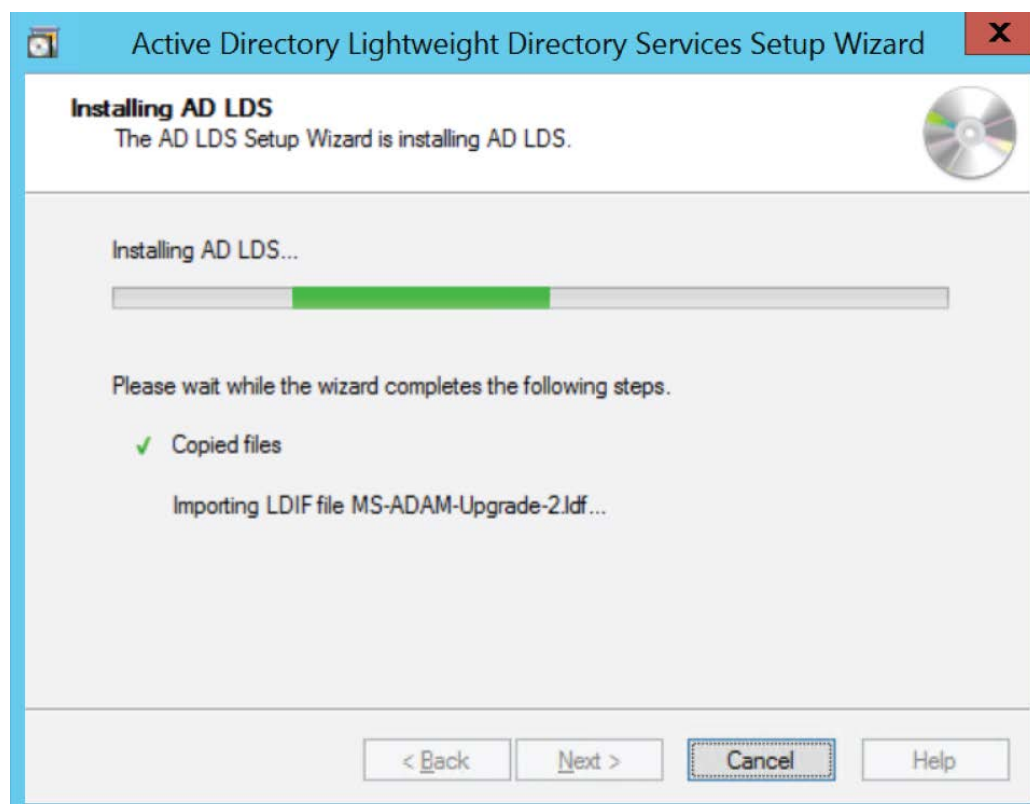 Active Directory Lightweight Directory Services Setup Wizard
X
Installing AD LDS
The AD LDS Setup Wizard is installing AD LDS.
Installing AD LDS...
Please wait while the wizard completes the following steps.
✓ Copied files
Importing LDIF file MS-ADAM-Upgrade-2.ldf...
< Back Next > Cancel Help